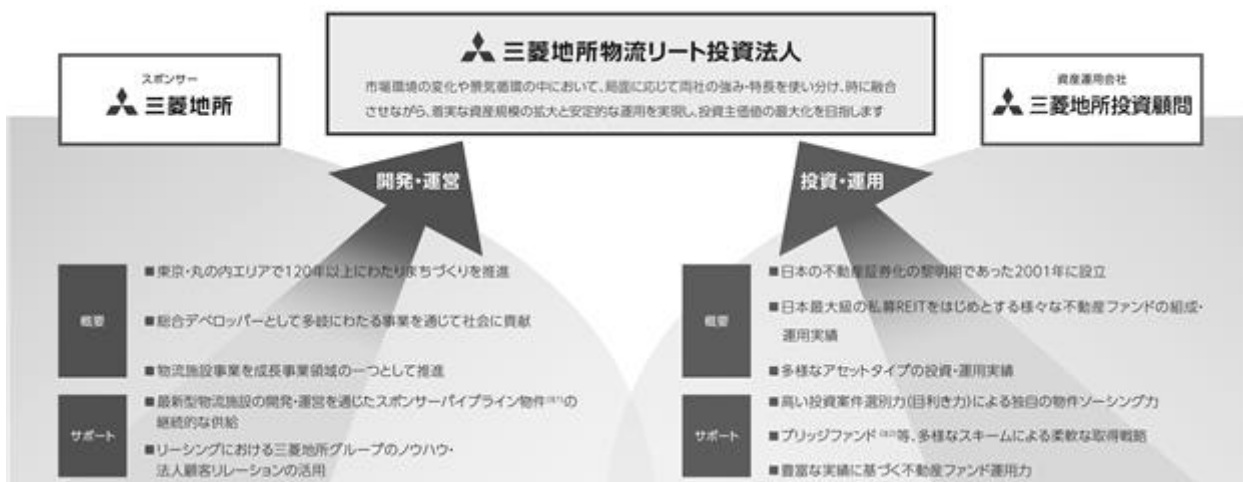 三菱地所物流リート投資法人
市場環境の変化や景気循環の中において、局面に応じて両社の強み・特長を使い分け、時に融合
させながら、着実な資産規模の拡大と安定的な運用を実現し、投資主価値の最大化を目指します
スポンサー
三菱地所
資産運用会社
三菱地所投資顧問
開発・運営
投資・運用
概要
■東京・丸の内エリアで120年以上にわたりまちづくりを推進
■総合デベロッパーとして多岐にわたる事業を通じて社会に貢献
■物流施設事業を成長事業領域の一つとして推進
サポート
■最新型物流施設の開発・運営を通じたスポンサーパイプライン物件(注1)の
継続的な供給
■リーシングにおける三菱地所グループのノウハウ・
法人顧客リレーションの活用
概要
■日本の不動産証券化の黎明期であった2001年に設立
■日本最大級の私募REITをはじめとする様々な不動産ファンドの組成・
運用実績
■多様なアセットタイプの投資・運用実績
サポート
■高い投資案件選別力(目利き力)による独自の物件ソーシング力
■ブリッジファンド(注2)等、多様なスキームによる柔軟な取得戦略
■豊富な実績に基づく不動産ファンド運用力